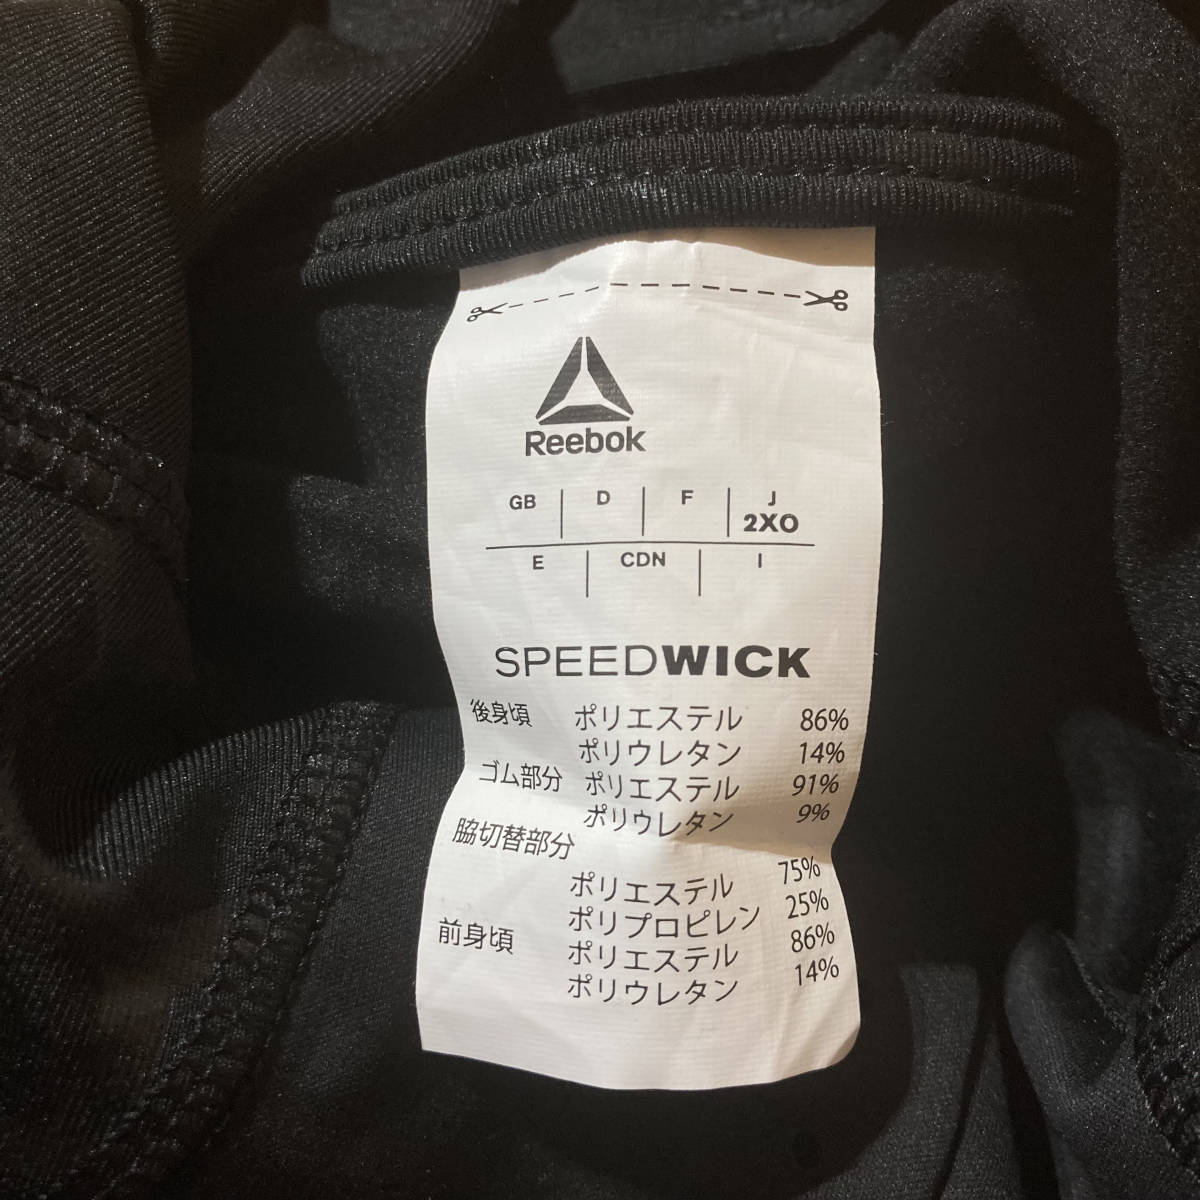 Reebok
GB D F J
2XO
E CDN I
SPEEDWICK
後身頃 ポリエステル 86%
ポリウレタン 14%
ゴム部分 ポリエステル 91%
ポリウレタン 9%
脇切替部分
ポリエステル 75%
ポリプロピレン 25%
前身頃 ポリエステル 86%
ポリウレタン 14%